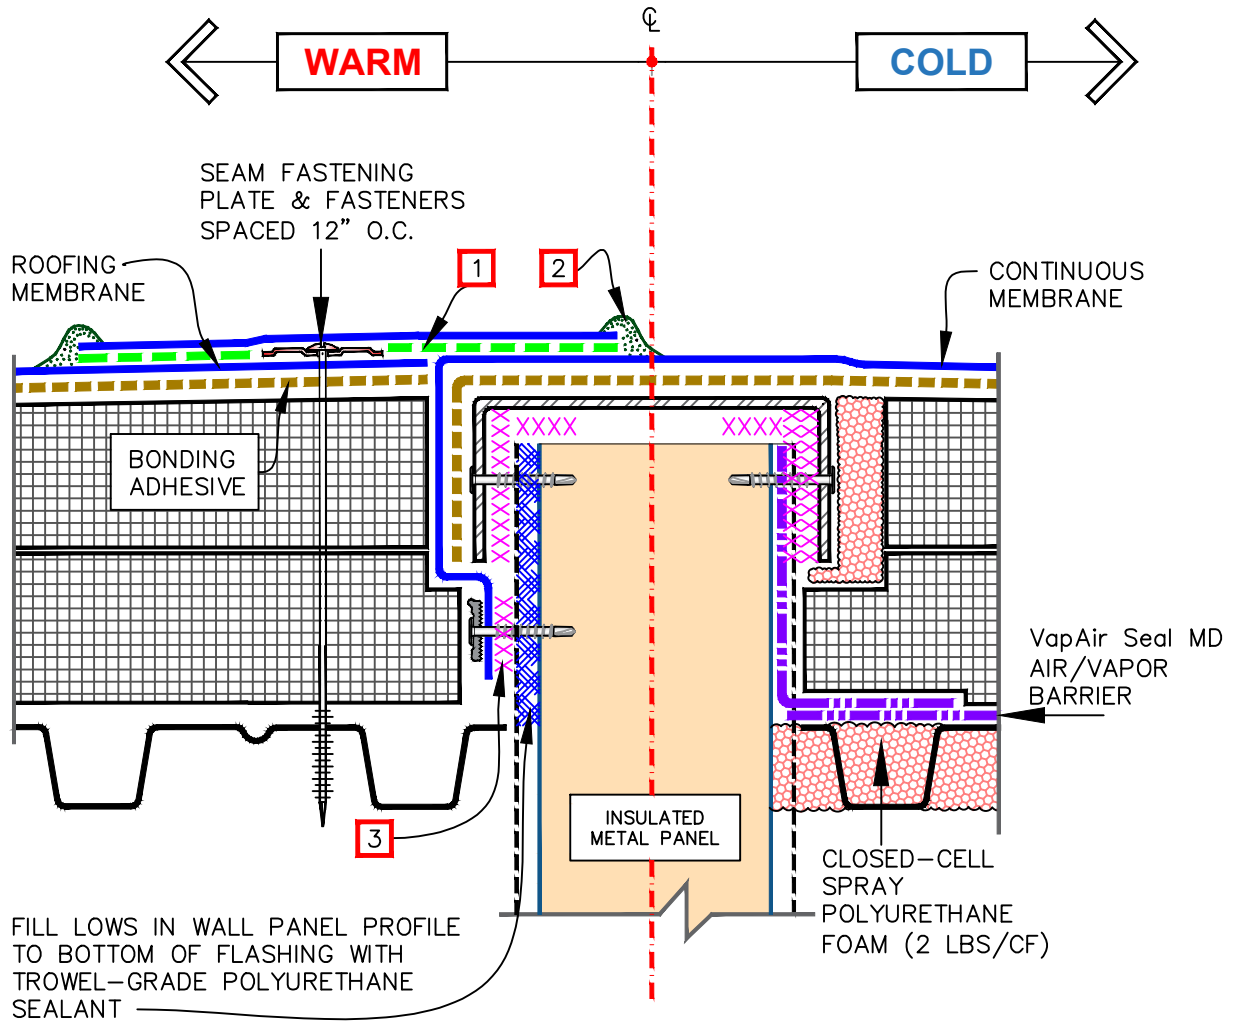 ℄
WARM
COLD
SEAM FASTENING
PLATE & FASTENERS
SPACED 12" O.C.
ROOFING
MEMBRANE
1
2
CONTINUOUS
MEMBRANE
BONDING
ADHESIVE
VapAir Seal MD
AIR/VAPOR
BARRIER
INSULATED
METAL PANEL
3
CLOSED-CELL
SPRAY
POLYURETHANE
FOAM (2 LBS/CF)
FILL LOWS IN WALL PANEL PROFILE
TO BOTTOM OF FLASHING WITH
TROWEL-GRADE POLYURETHANE
SEALANT